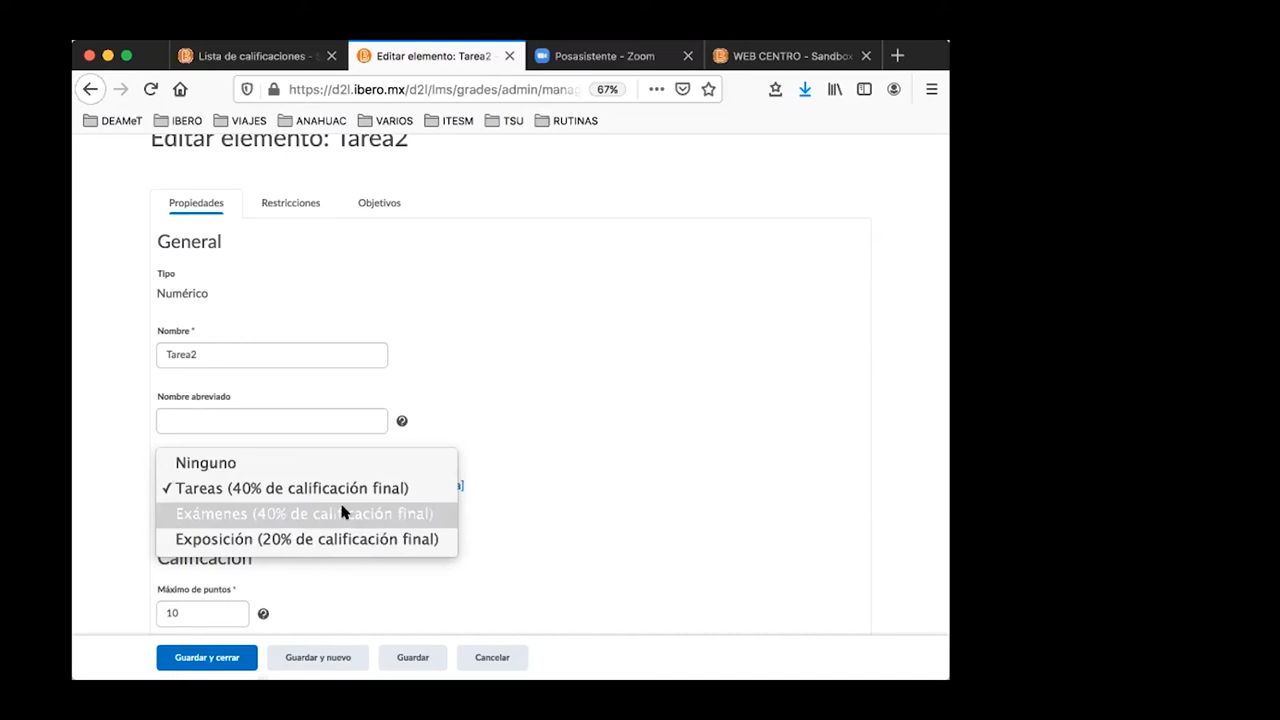 Lista de calificaciones -
Editar elemento: Tarea2 -
Posasistente - Zoom
WEB CENTRO - Sandbox
https://d2l.ibero.mx/d2l/lms/grades/admin/mana
67%
DEAMeT
IBERO
VIAJES
ANAHUAC
VARIOS
ITESM
TSU
RUTINAS
Editar elemento: Tarea2
Propiedades
Restricciones
Objetivos
General
Tipo
Numérico
Nombre *
Tarea2
Nombre abreviado
Ninguno
✓ Tareas (40% de calificación final)
a]
Exámenes (40% de calificación final)
Exposición (20% de calificación final)
Calificación
Máximo de puntos *
10
Guardar y cerrar
Guardar y nuevo
Guardar
Cancelar